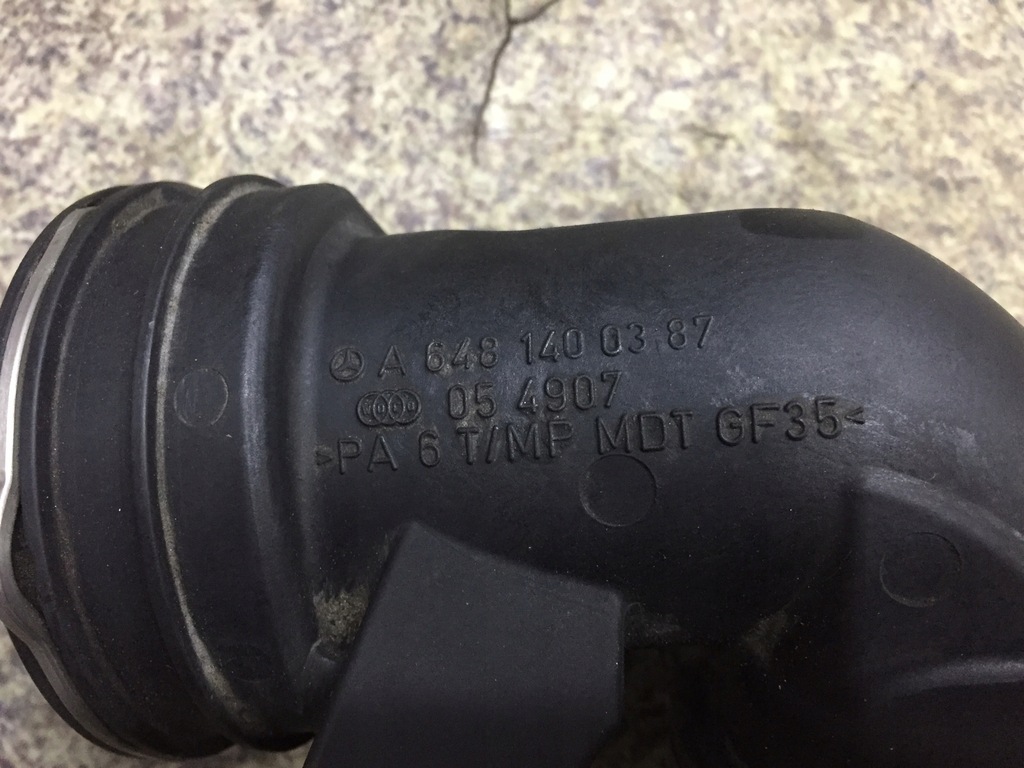 A 648 140 03 87
05 4907
>PA 6 T/MP MDT GF35<